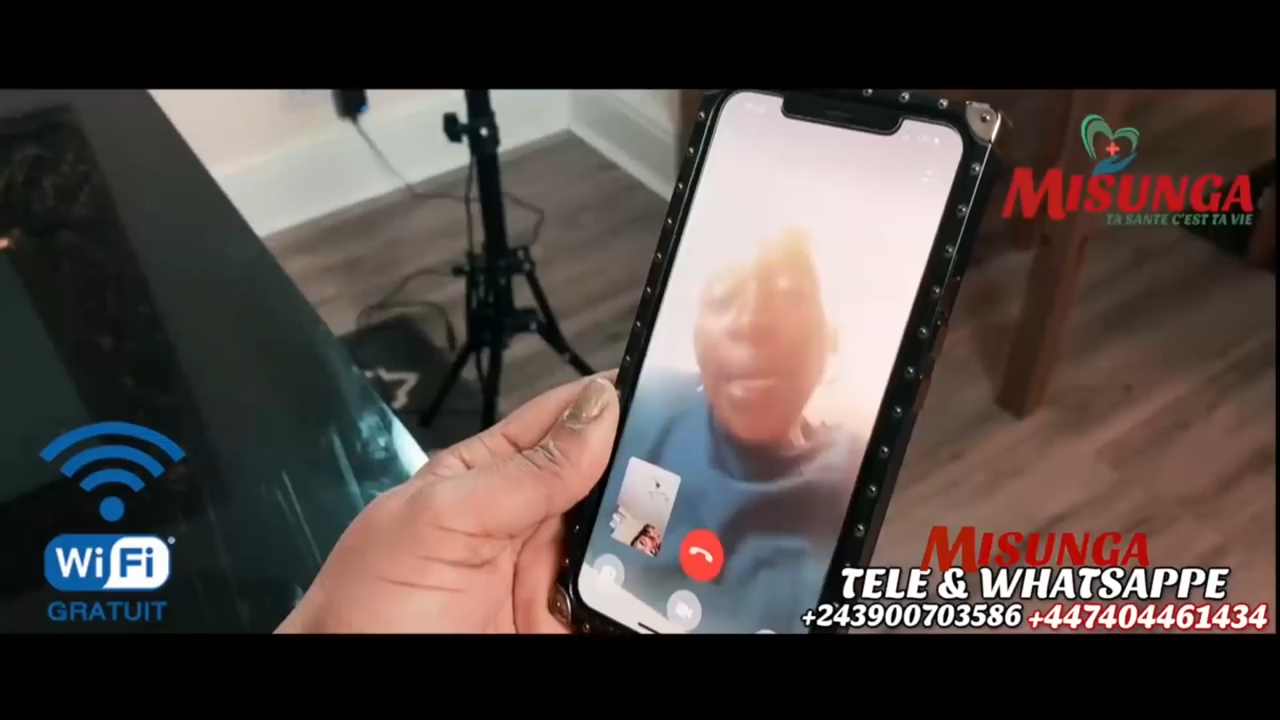 MISUNGA
TA SANTE C'EST TA VIE
WiFi
GRATUIT
MISUNGA
TELE & WHATSAPPE
+243900703586 +447404461434